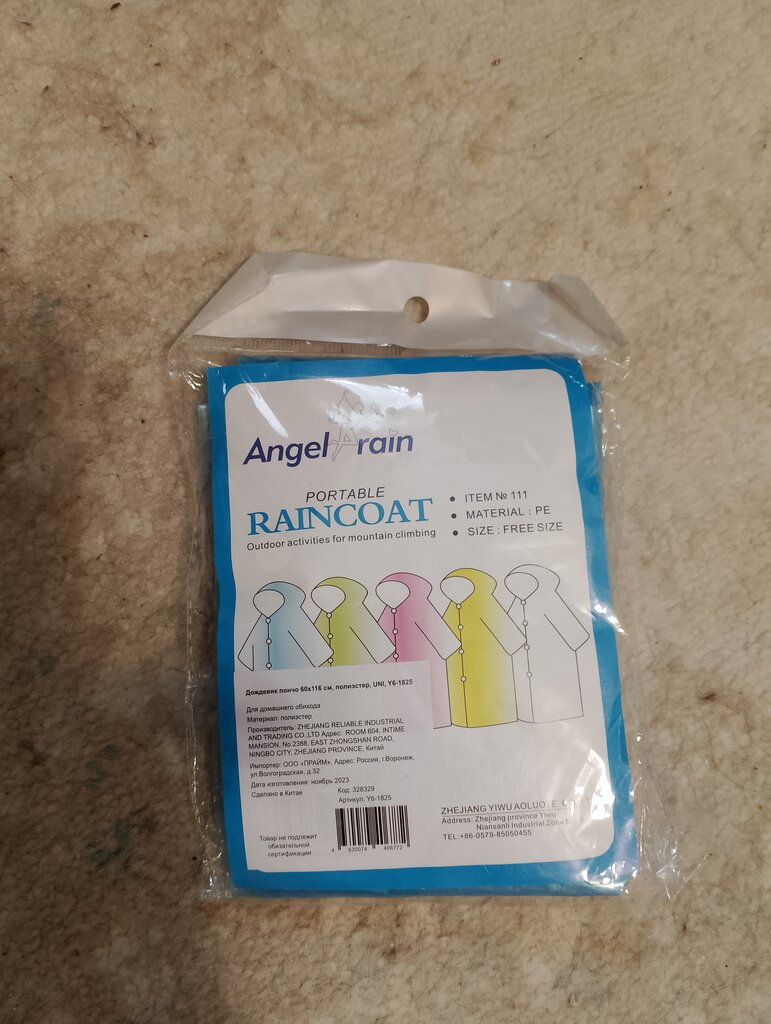 Angel rain
PORTABLE
RAINCOAT
Outdoor activities for mountain climbing
• ITEM № 111
• MATERIAL : PE
• SIZE : FREE SIZE
Дождевик пончо 60х116 см, полиэстер, UNI, Y6-1825
Для домашнего обихода
Материал: полиэстер
Производитель: ZHEJIANG RELIABLE INDUSTRIAL
AND TRADING CO.,LTD Адрес: ROOM 604, INTIME
MANSION, No.2388, EAST ZHONGSHAN ROAD,
NINGBO CITY, ZHEJIANG PROVINCE, Китай
Импортер: ООО «ПРАЙМ». Адрес: Россия, г.Воронеж,
ул.Волгоградская, д.32
Дата изготовления: ноябрь 2023
Сделано в Китае
Код: 328329
Артикул: Y6-1825
Товар не подлежит
обязательной
сертификации
4 630074 466772
ZHEJIANG YIWU AOLUOTE
Address: Zhejiang province Yiwu
Niansanli Industrial Zone
TEL:+86-0579-85050455